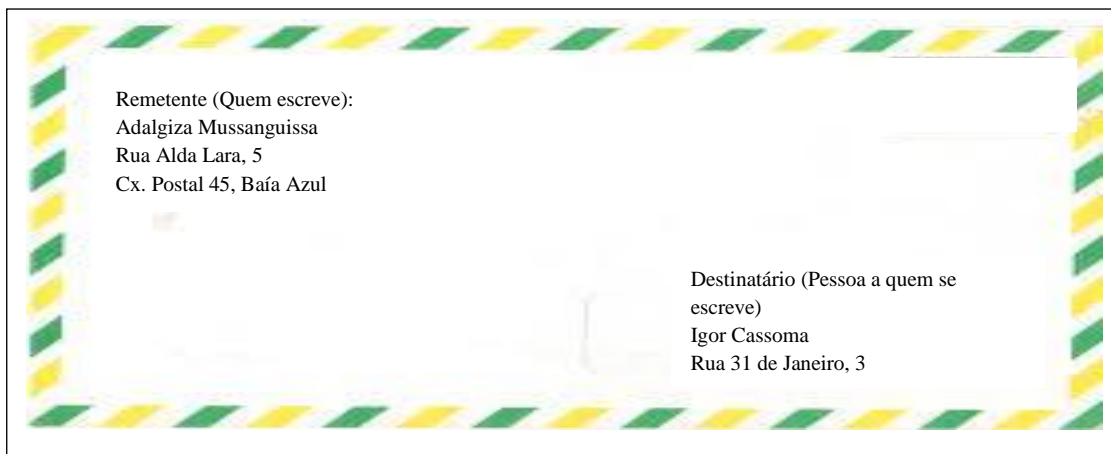 Remetente (Quem escreve):
Adalgiza Mussanguissa
Rua Alda Lara, 5
Cx. Postal 45, Baía Azul
Destinatário (Pessoa a quem se
escreve)
Igor Cassoma
Rua 31 de Janeiro, 3